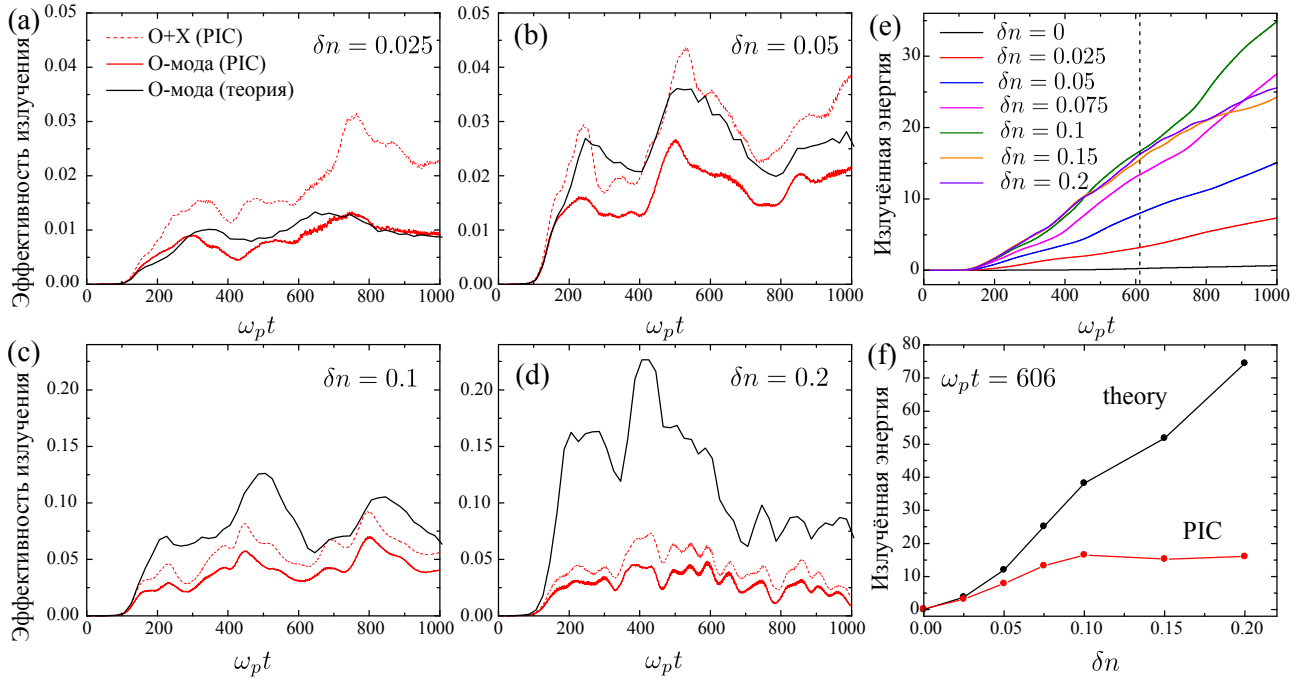 (a)
O+X (PIC)
О-мода (PIC)
О-мода (теория)
δn = 0.025
Эффективность излучения
0.05
0.04
0.03
0.02
0.01
0.00
0 200 400 600 800 1000
ω_p t
(b)
δn = 0.05
0.05
0.04
0.03
0.02
0.01
0.00
0 200 400 600 800 1000
ω_p t
(e)
δn = 0
δn = 0.025
δn = 0.05
δn = 0.075
δn = 0.1
δn = 0.15
δn = 0.2
Излучённая энергия
30
20
10
0
0 200 400 600 800 1000
ω_p t
(c)
δn = 0.1
Эффективность излучения
0.20
0.15
0.10
0.05
0.00
0 200 400 600 800 1000
ω_p t
(d)
δn = 0.2
0.20
0.15
0.10
0.05
0.00
0 200 400 600 800 1000
ω_p t
(f)
ω_p t = 606
theory
PIC
Излучённая энергия
80
75
70
60
50
40
30
20
10
0
0.00 0.05 0.10 0.15 0.20
δn